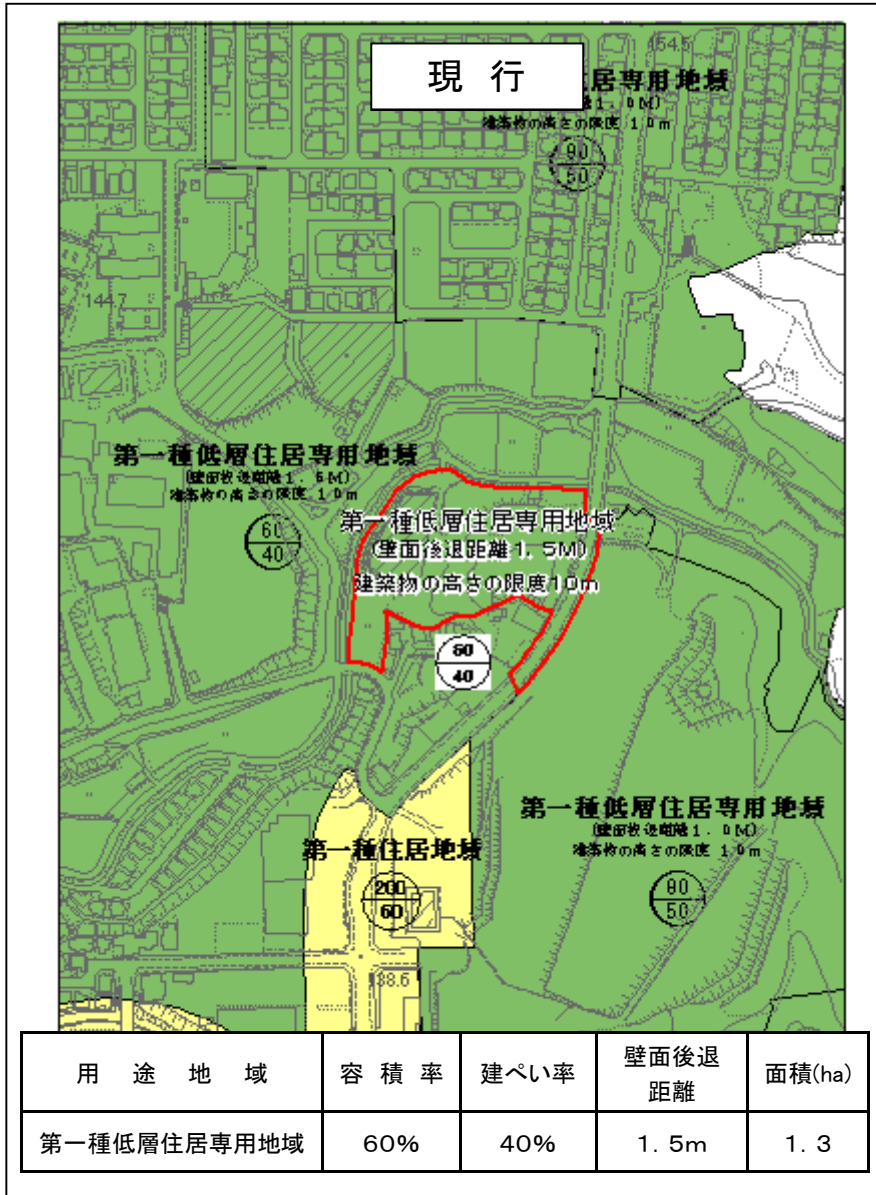 現 行
154.5
居専用地域
1.0M)
建築物の高さの限度 10m
50
144.7
第一種低層住居専用地域
(壁面後退距離1.5M)
建築物の高さの限度 10m
60
40
第一種低層住居専用地域
(壁面後退距離1.5M)
建築物の高さの限度10m
60
40
第一種低層住居専用地域
(壁面後退距離1.0M)
建築物の高さの限度 10m
50
第一種住居地域
200
60
38.6
用 途 地 域 容 積 率 建ぺい率 壁面後退距離 面積(ha)
第一種低層住居専用地域 60% 40% 1.5m 1.3